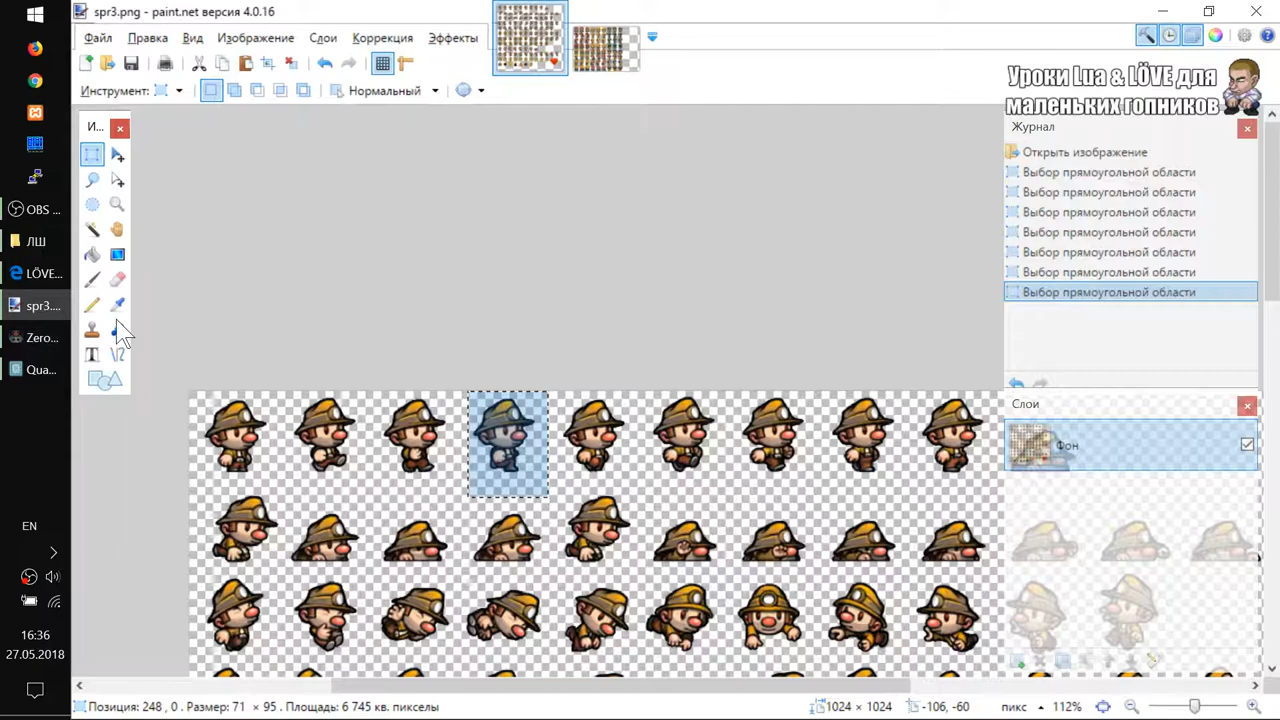 spr3.png - paint.net версия 4.0.16
Файл Правка Вид Изображение Слои Коррекция Эффекты
Инструмент:
Нормальный
Уроки Lua & LÖVE для
маленьких гопников
И...
Журнал
Открыть изображение
Выбор прямоугольной области
Выбор прямоугольной области
Выбор прямоугольной области
Выбор прямоугольной области
Выбор прямоугольной области
Выбор прямоугольной области
Выбор прямоугольной области
Слои
Фон
OBS ...
ЛШ
LÖVE...
spr3....
Zero...
Qua...
EN
16:36
27.05.2018
Позиция: 248, 0. Размер: 71 × 95. Площадь: 6 745 кв. пикселы
1024 × 1024
-106, -60
пикс
112%